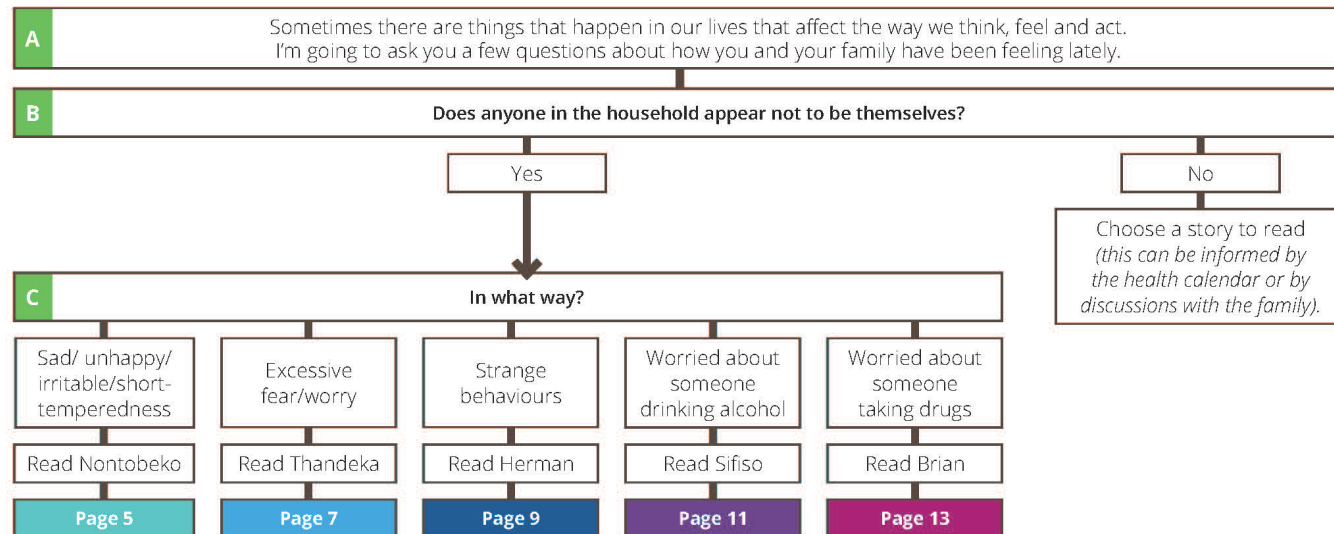 A
Sometimes there are things that happen in our lives that affect the way we think, feel and act.
I'm going to ask you a few questions about how you and your family have been feeling lately.
B
Does anyone in the household appear not to be themselves?
Yes
No
Choose a story to read
(this can be informed by
the health calendar or by
discussions with the family).
C
In what way?
Sad/ unhappy/
irritable/short-
temperedness
Read Nontobeko
Page 5
Excessive
fear/worry
Read Thandeka
Page 7
Strange
behaviours
Read Herman
Page 9
Worried about
someone
drinking alcohol
Read Sifiso
Page 11
Worried about
someone
taking drugs
Read Brian
Page 13